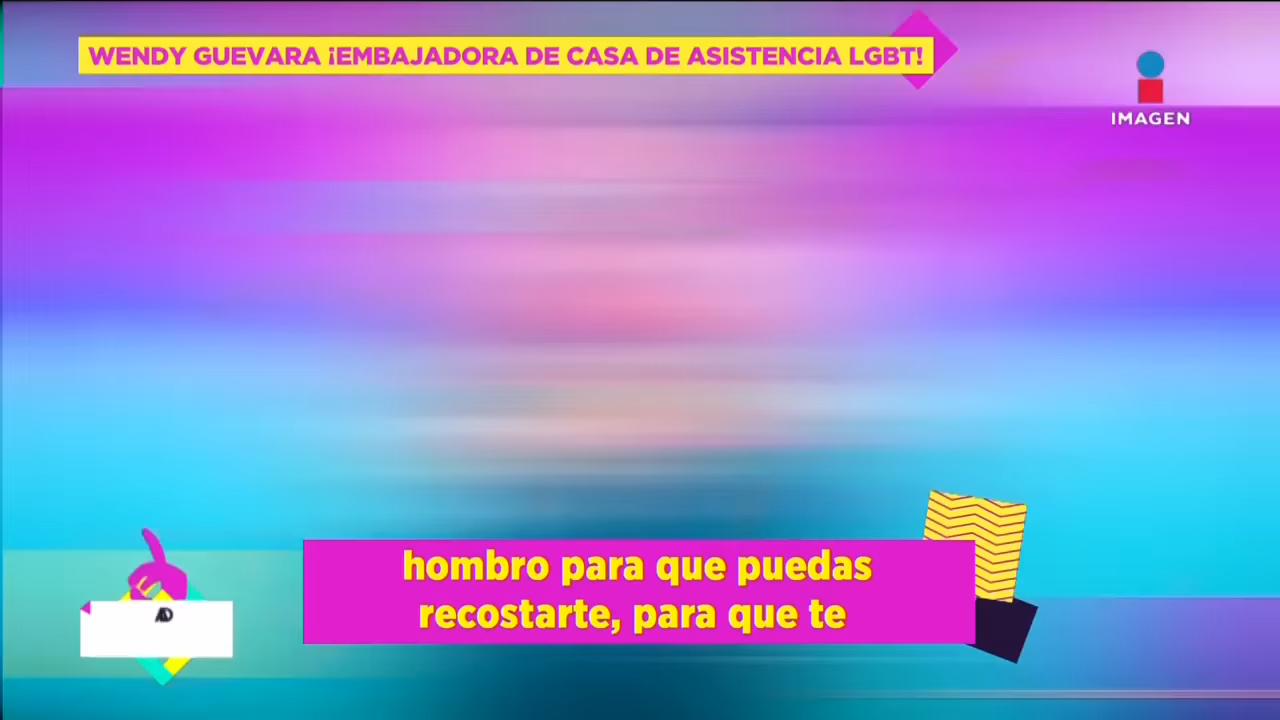 WENDY GUEVARA ¡EMBAJADORA DE CASA DE ASISTENCIA LGBT!
IMAGEN
hombro para que puedas
recostarte, para que te